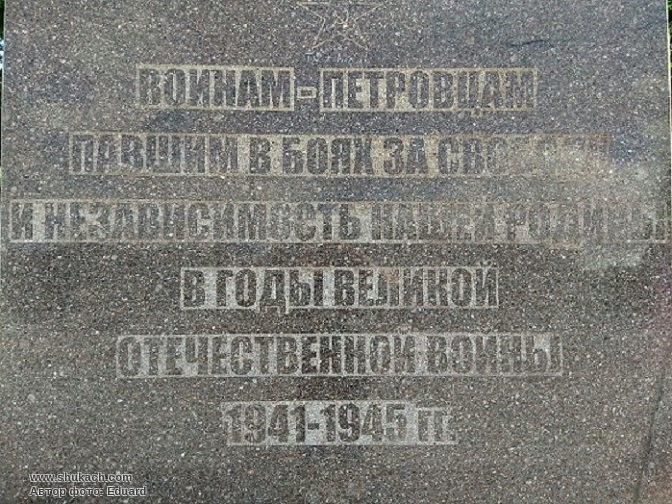 ВОИНАМ - ПЕТРОВЦАМ
ПАВШИМ В БОЯХ ЗА СВОБОДУ
И НЕЗАВИСИМОСТЬ НАШЕЙ РОДИНЫ
В ГОДЫ ВЕЛИКОЙ
ОТЕЧЕСТВЕННОЙ ВОЙНЫ
1941-1945 гг.
www.shukach.com
Автор фото: Eduard